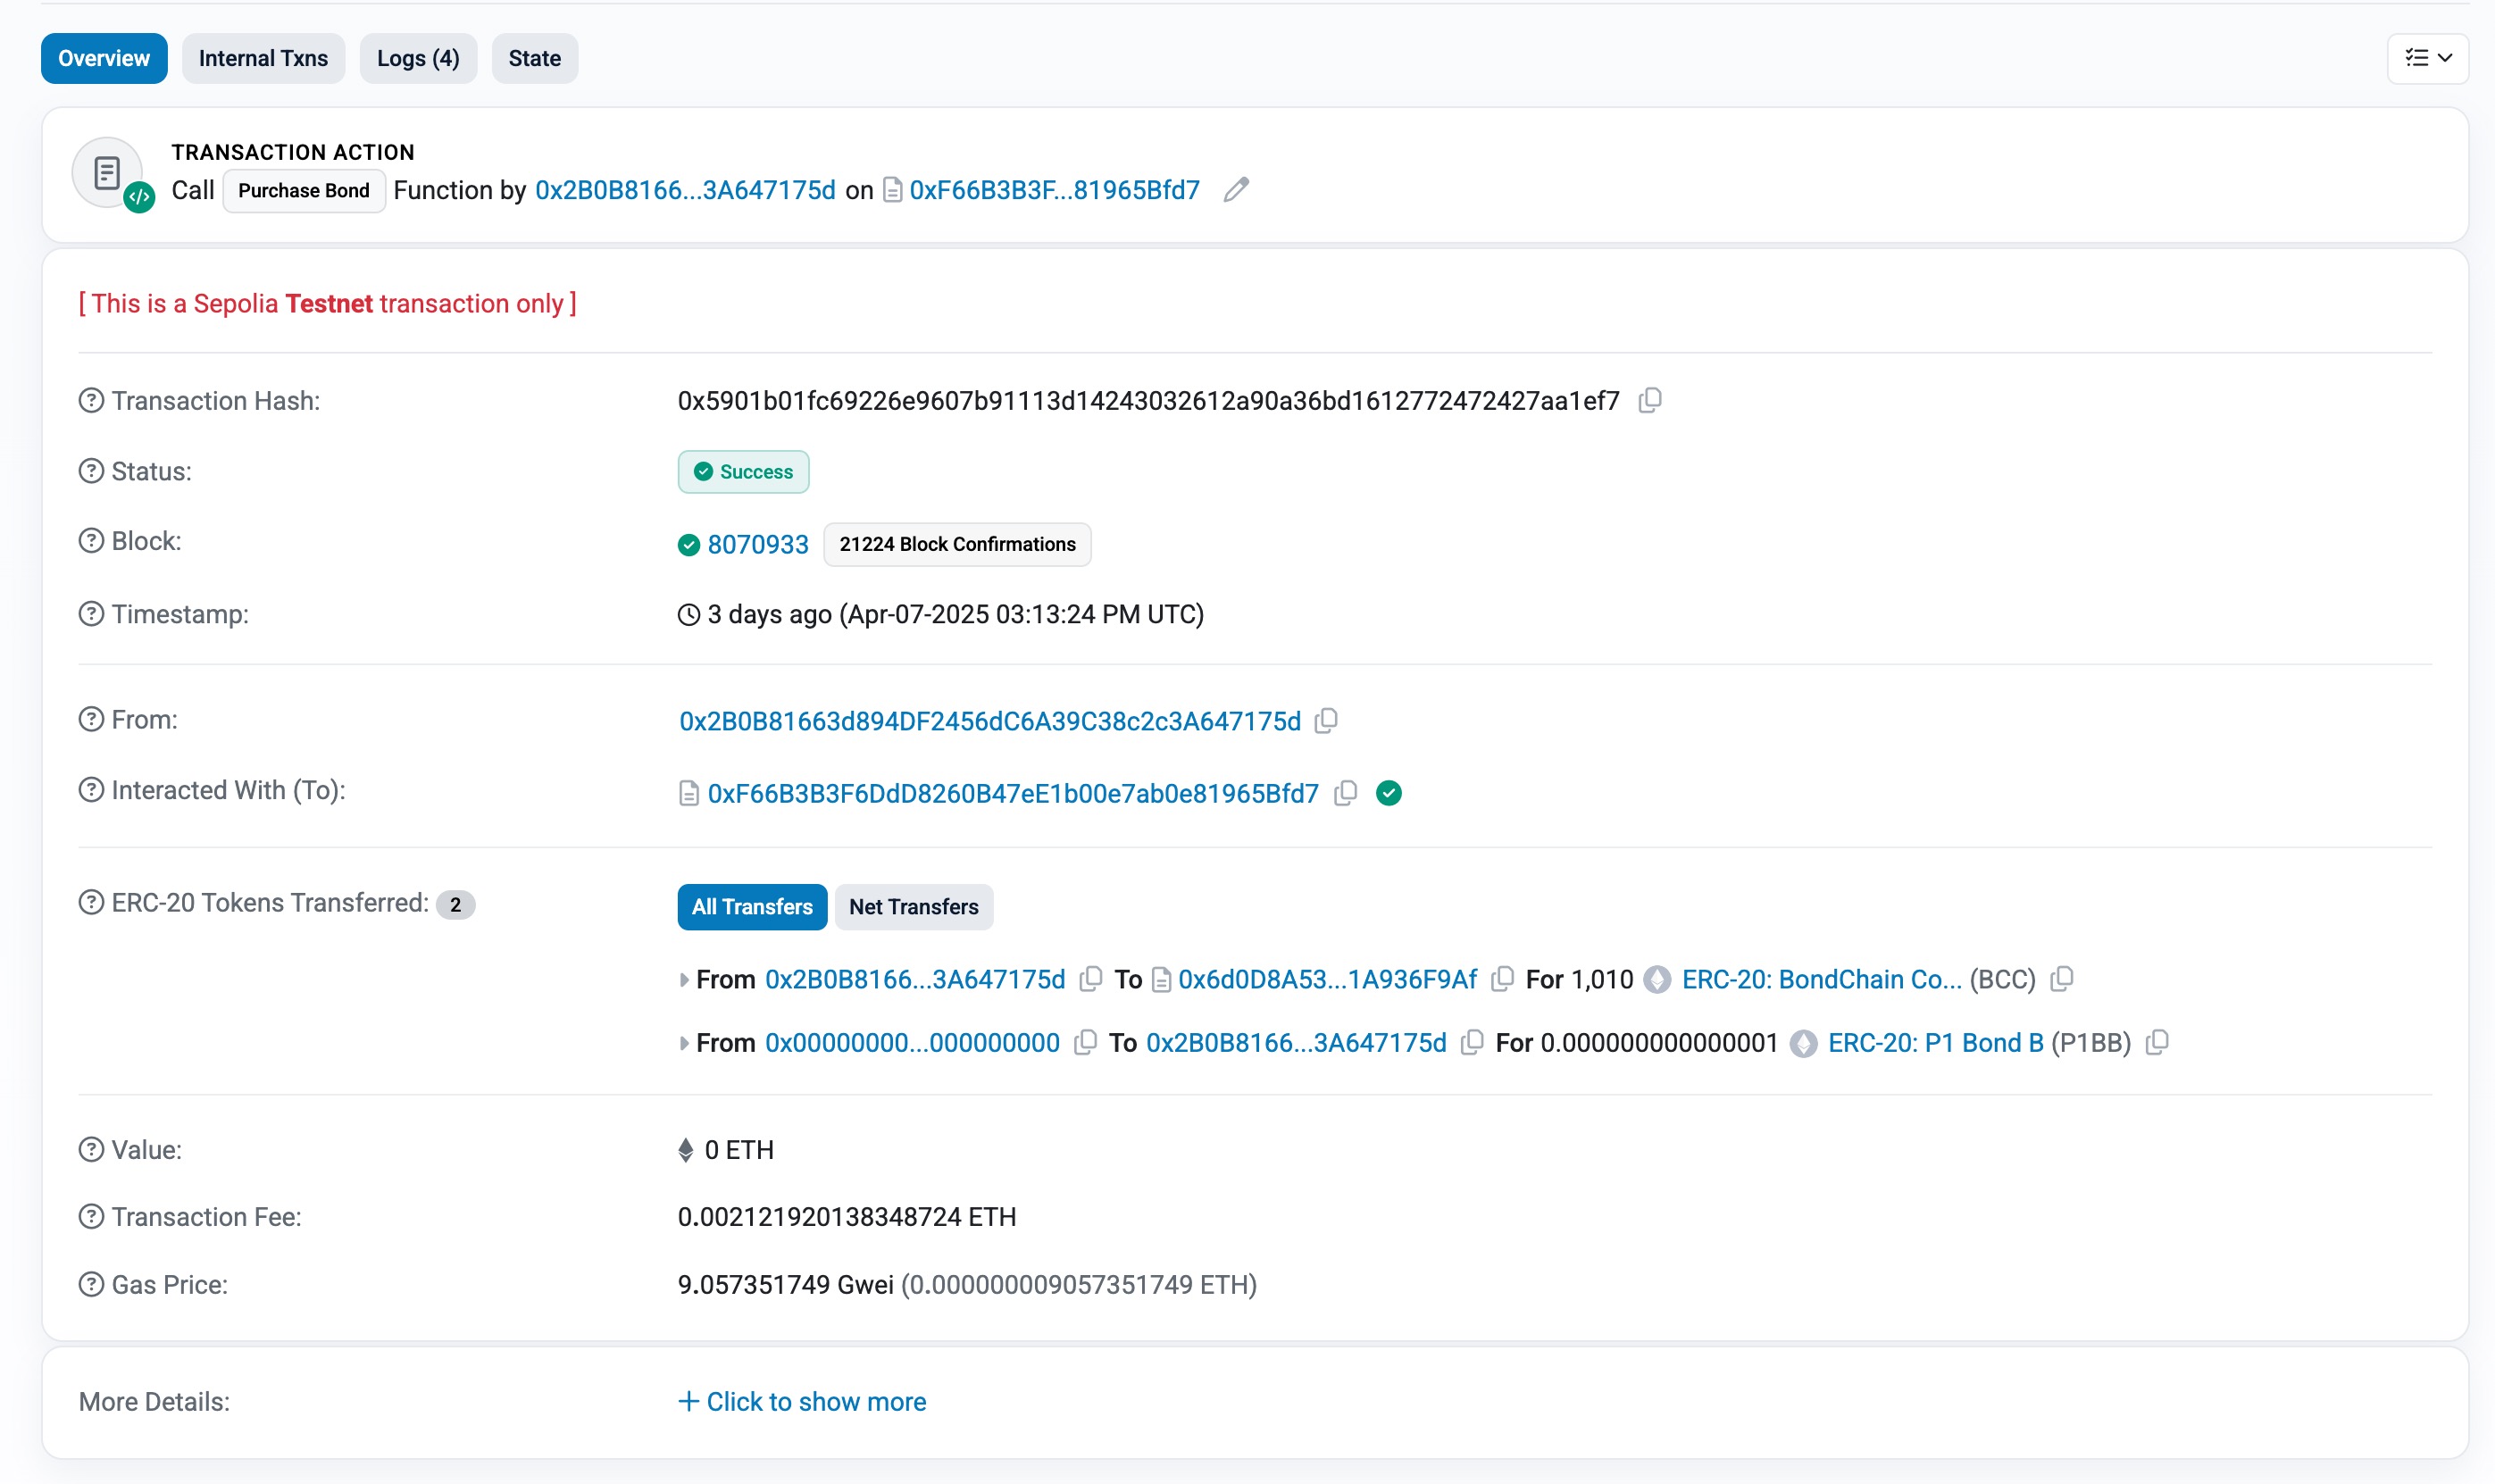 Overview Internal Txns Logs (4) State
TRANSACTION ACTION
Call Purchase Bond Function by 0x2B0B8166...3A647175d on 0xF66B3B3F...81965Bfd7
[ This is a Sepolia Testnet transaction only ]
Transaction Hash: 0x5901b01fc69226e9607b91113d14243032612a90a36bd1612772472427aa1ef7
Status: Success
Block: 8070933 21224 Block Confirmations
Timestamp: 3 days ago (Apr-07-2025 03:13:24 PM UTC)
From: 0x2B0B81663d894DF2456dC6A39C38c2c3A647175d
Interacted With (To): 0xF66B3B3F6DdD8260B47eE1b00e7ab0e81965Bfd7
ERC-20 Tokens Transferred: 2 All Transfers Net Transfers
From 0x2B0B8166...3A647175d To 0x6d0D8A53...1A936F9Af For 1,010 ERC-20: BondChain Co... (BCC)
From 0x00000000...000000000 To 0x2B0B8166...3A647175d For 0.000000000000001 ERC-20: P1 Bond B (P1BB)
Value: 0 ETH
Transaction Fee: 0.002121920138348724 ETH
Gas Price: 9.057351749 Gwei (0.000000009057351749 ETH)
More Details: + Click to show more